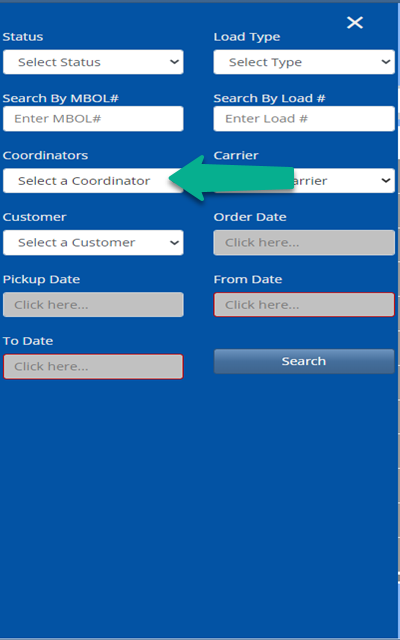 Status
Load Type
Select Status
Select Type
Search By MBOL#
Search By Load #
Enter MBOL#
Enter Load #
Coordinators
Carrier
Select a Coordinator
Customer
Order Date
Select a Customer
Click here...
Pickup Date
From Date
Click here...
Click here...
To Date
Click here...
Search